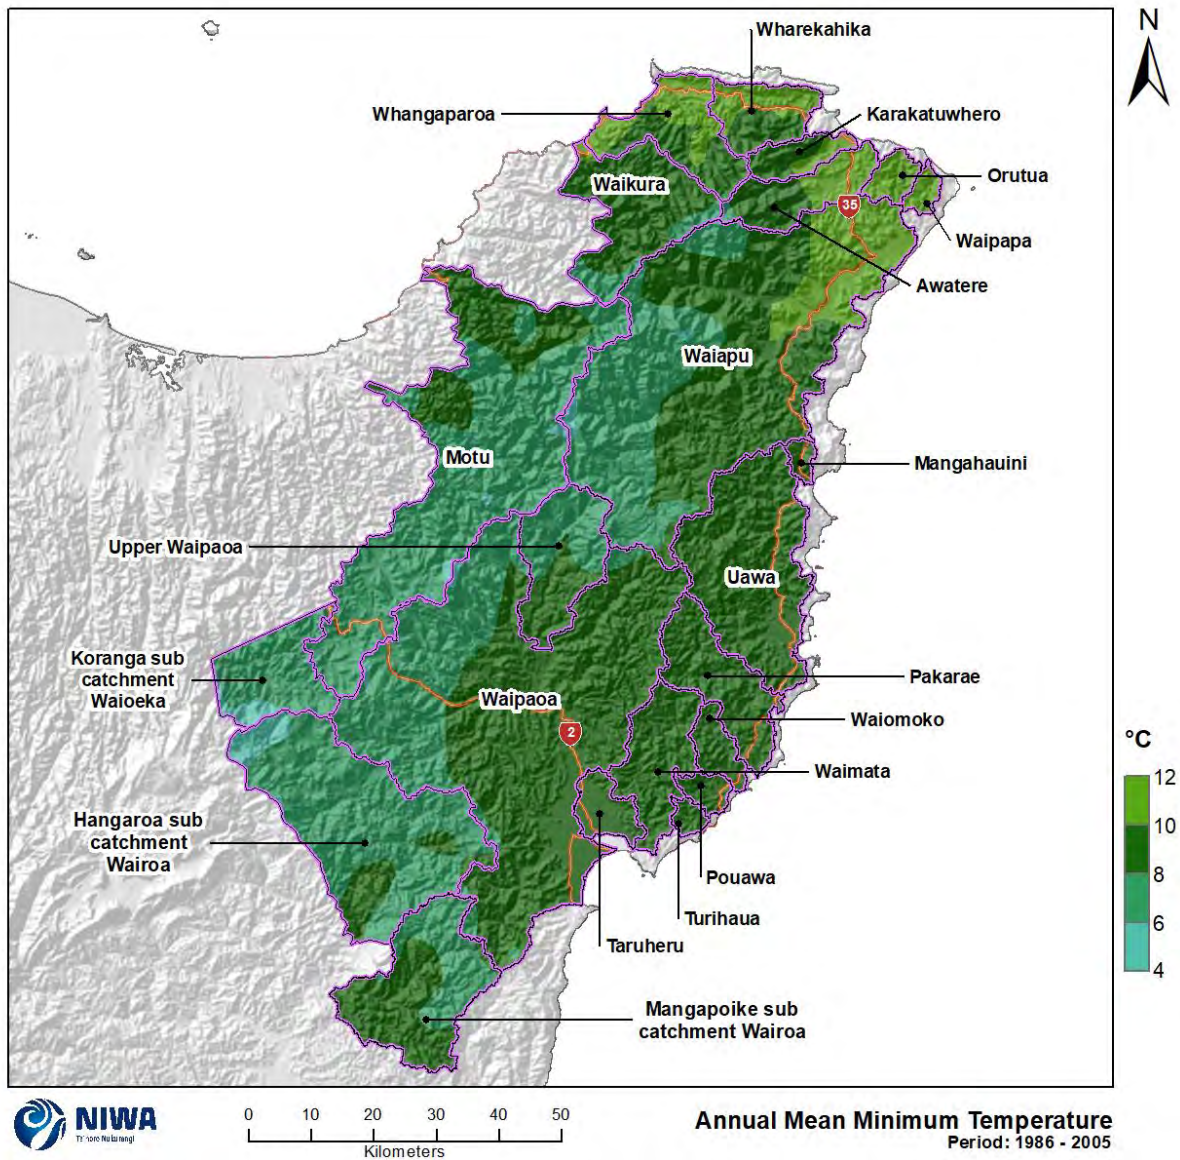 N
Wharekahika
Whangaparoa
Karakatuwhero
Waikura
Orutua
35
Waipapa
Awatere
Waiapu
Motu
Mangahauini
Upper Waipaoa
Uawa
Koranga sub
catchment
Waioeka
Pakarae
Waipaoa
Waiomoko
2
°C
Waimata
12
10
8
6
4
Hangaroa sub
catchment
Wairoa
Pouawa
Turihaua
Taruheru
Mangapoike sub
catchment Wairoa
NIWA
Taihoro Nukurangi
0 10 20 30 40 50
Kilometers
Annual Mean Minimum Temperature
Period: 1986 - 2005